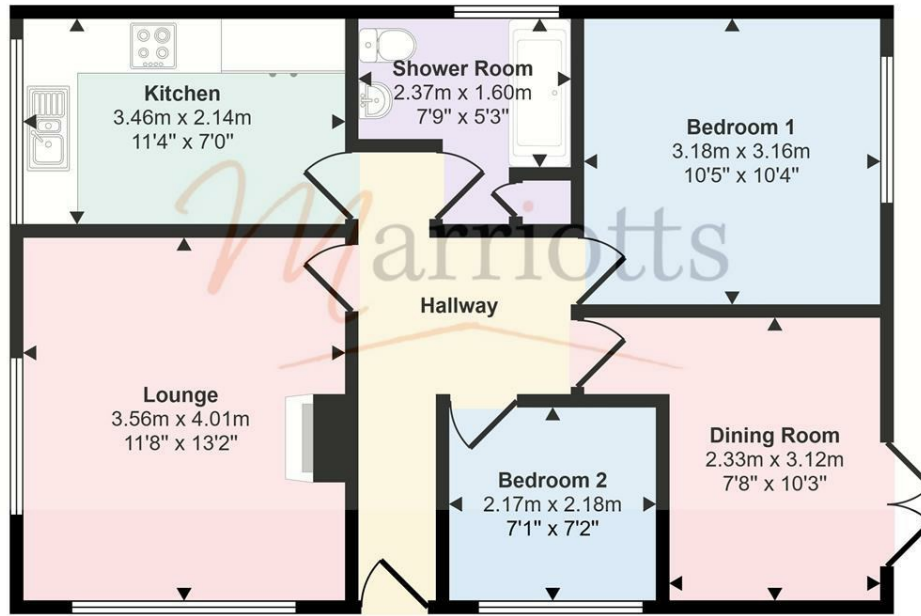 Kitchen
3.46m x 2.14m
11'4" x 7'0"
Shower Room
2.37m x 1.60m
7'9" x 5'3"
Bedroom 1
3.18m x 3.16m
10'5" x 10'4"
Marriotts
Hallway
Lounge
3.56m x 4.01m
11'8" x 13'2"
Bedroom 2
2.17m x 2.18m
7'1" x 7'2"
Dining Room
2.33m x 3.12m
7'8" x 10'3"